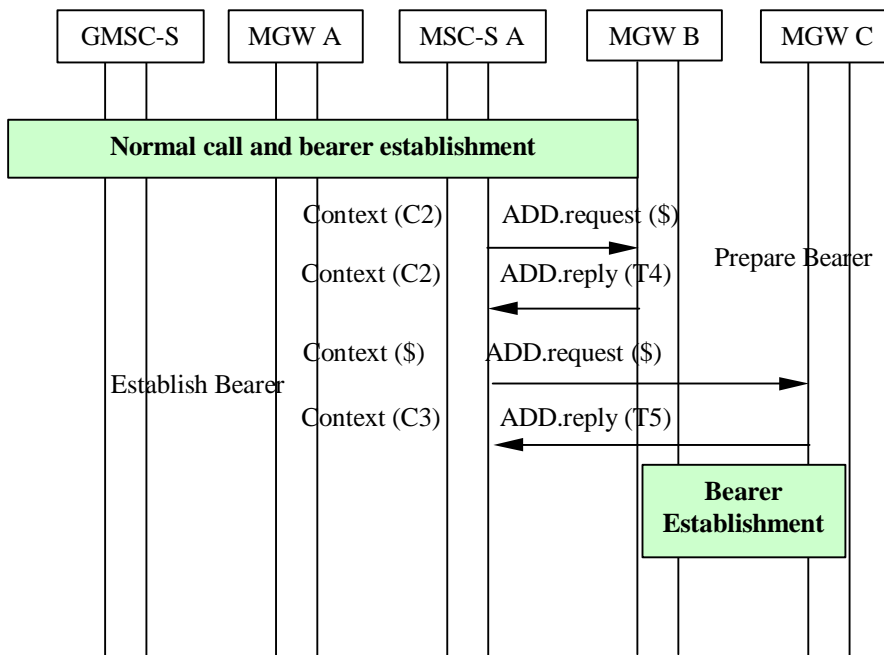 GMSC-S MGW A MSC-S A MGW B MGW C
Normal call and bearer establishment
Context (C2) ADD.request ($)
Context (C2) ADD.reply (T4)
Prepare Bearer
Context ($) ADD.request ($)
Establish Bearer
Context (C3) ADD.reply (T5)
Bearer
Establishment